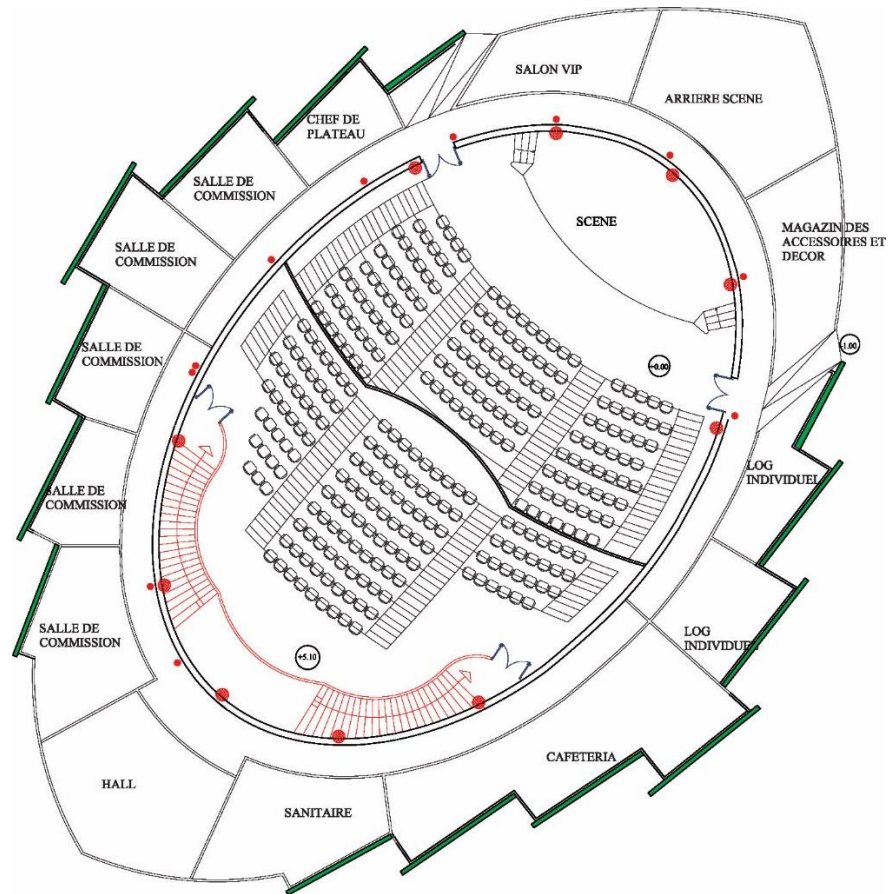 SALON VIP
ARRIERE SCENE
CHEF DE
PLATEAU
SALLE DE
COMMISSION
SCENE
MAGAZIN DES
ACCESSOIRES ET
DECOR
SALLE DE
COMMISSION
SALLE DE
COMMISSION
+0.00
-1.00
SALLE DE
COMMISSION
LOG
INDIVIDUEL
SALLE DE
COMMISSION
LOG
INDIVIDUEL
+5.10
CAFETERIA
HALL
SANITAIRE